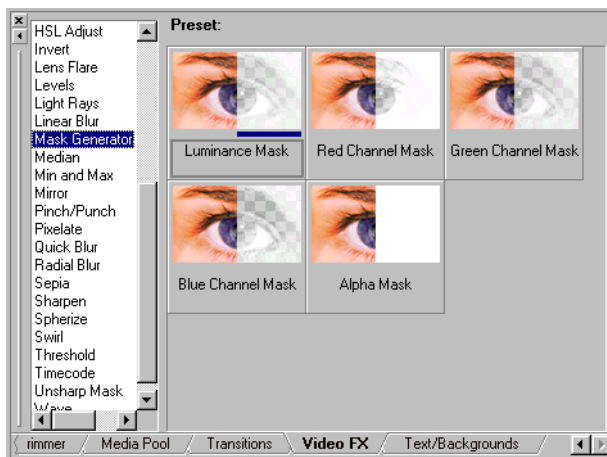 Preset:
HSL Adjust
Invert
Lens Flare
Levels
Light Rays
Linear Blur
Mask Generator
Median
Min and Max
Mirror
Pinch/Punch
Pixelate
Quick Blur
Radial Blur
Sepia
Sharpen
Spherize
Swirl
Threshold
Timecode
Unsharp Mask
Wave
Luminance Mask
Red Channel Mask
Green Channel Mask
Blue Channel Mask
Alpha Mask
rimmer
Media Pool
Transitions
Video FX
Text/Backgrounds